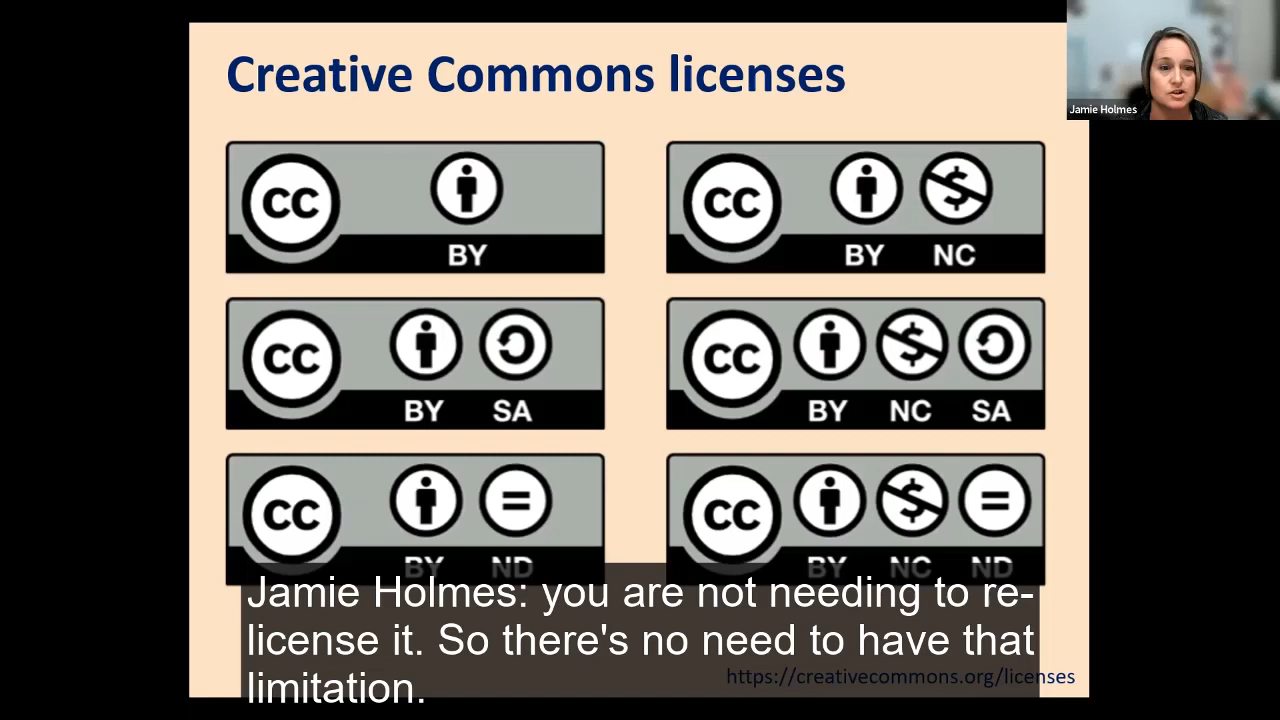 Creative Commons licenses
Jamie Holmes
CC BY
CC BY NC
CC BY SA
CC BY NC SA
CC BY ND
CC BY NC ND
Jamie Holmes: you are not needing to re-
license it. So there's no need to have that
limitation.
https://creativecommons.org/licenses